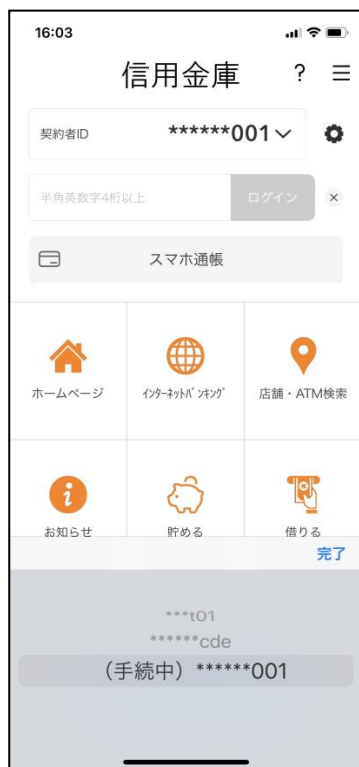 16:03
信用金庫 ?
契約者ID ******001
半角英数字4桁以上 ログイン ×
スマホ通帳
ホームページ インターネットバンキング 店舗・ATM検索
お知らせ 貯める 借りる
完了
***t01
******cde
(手続中) ******001